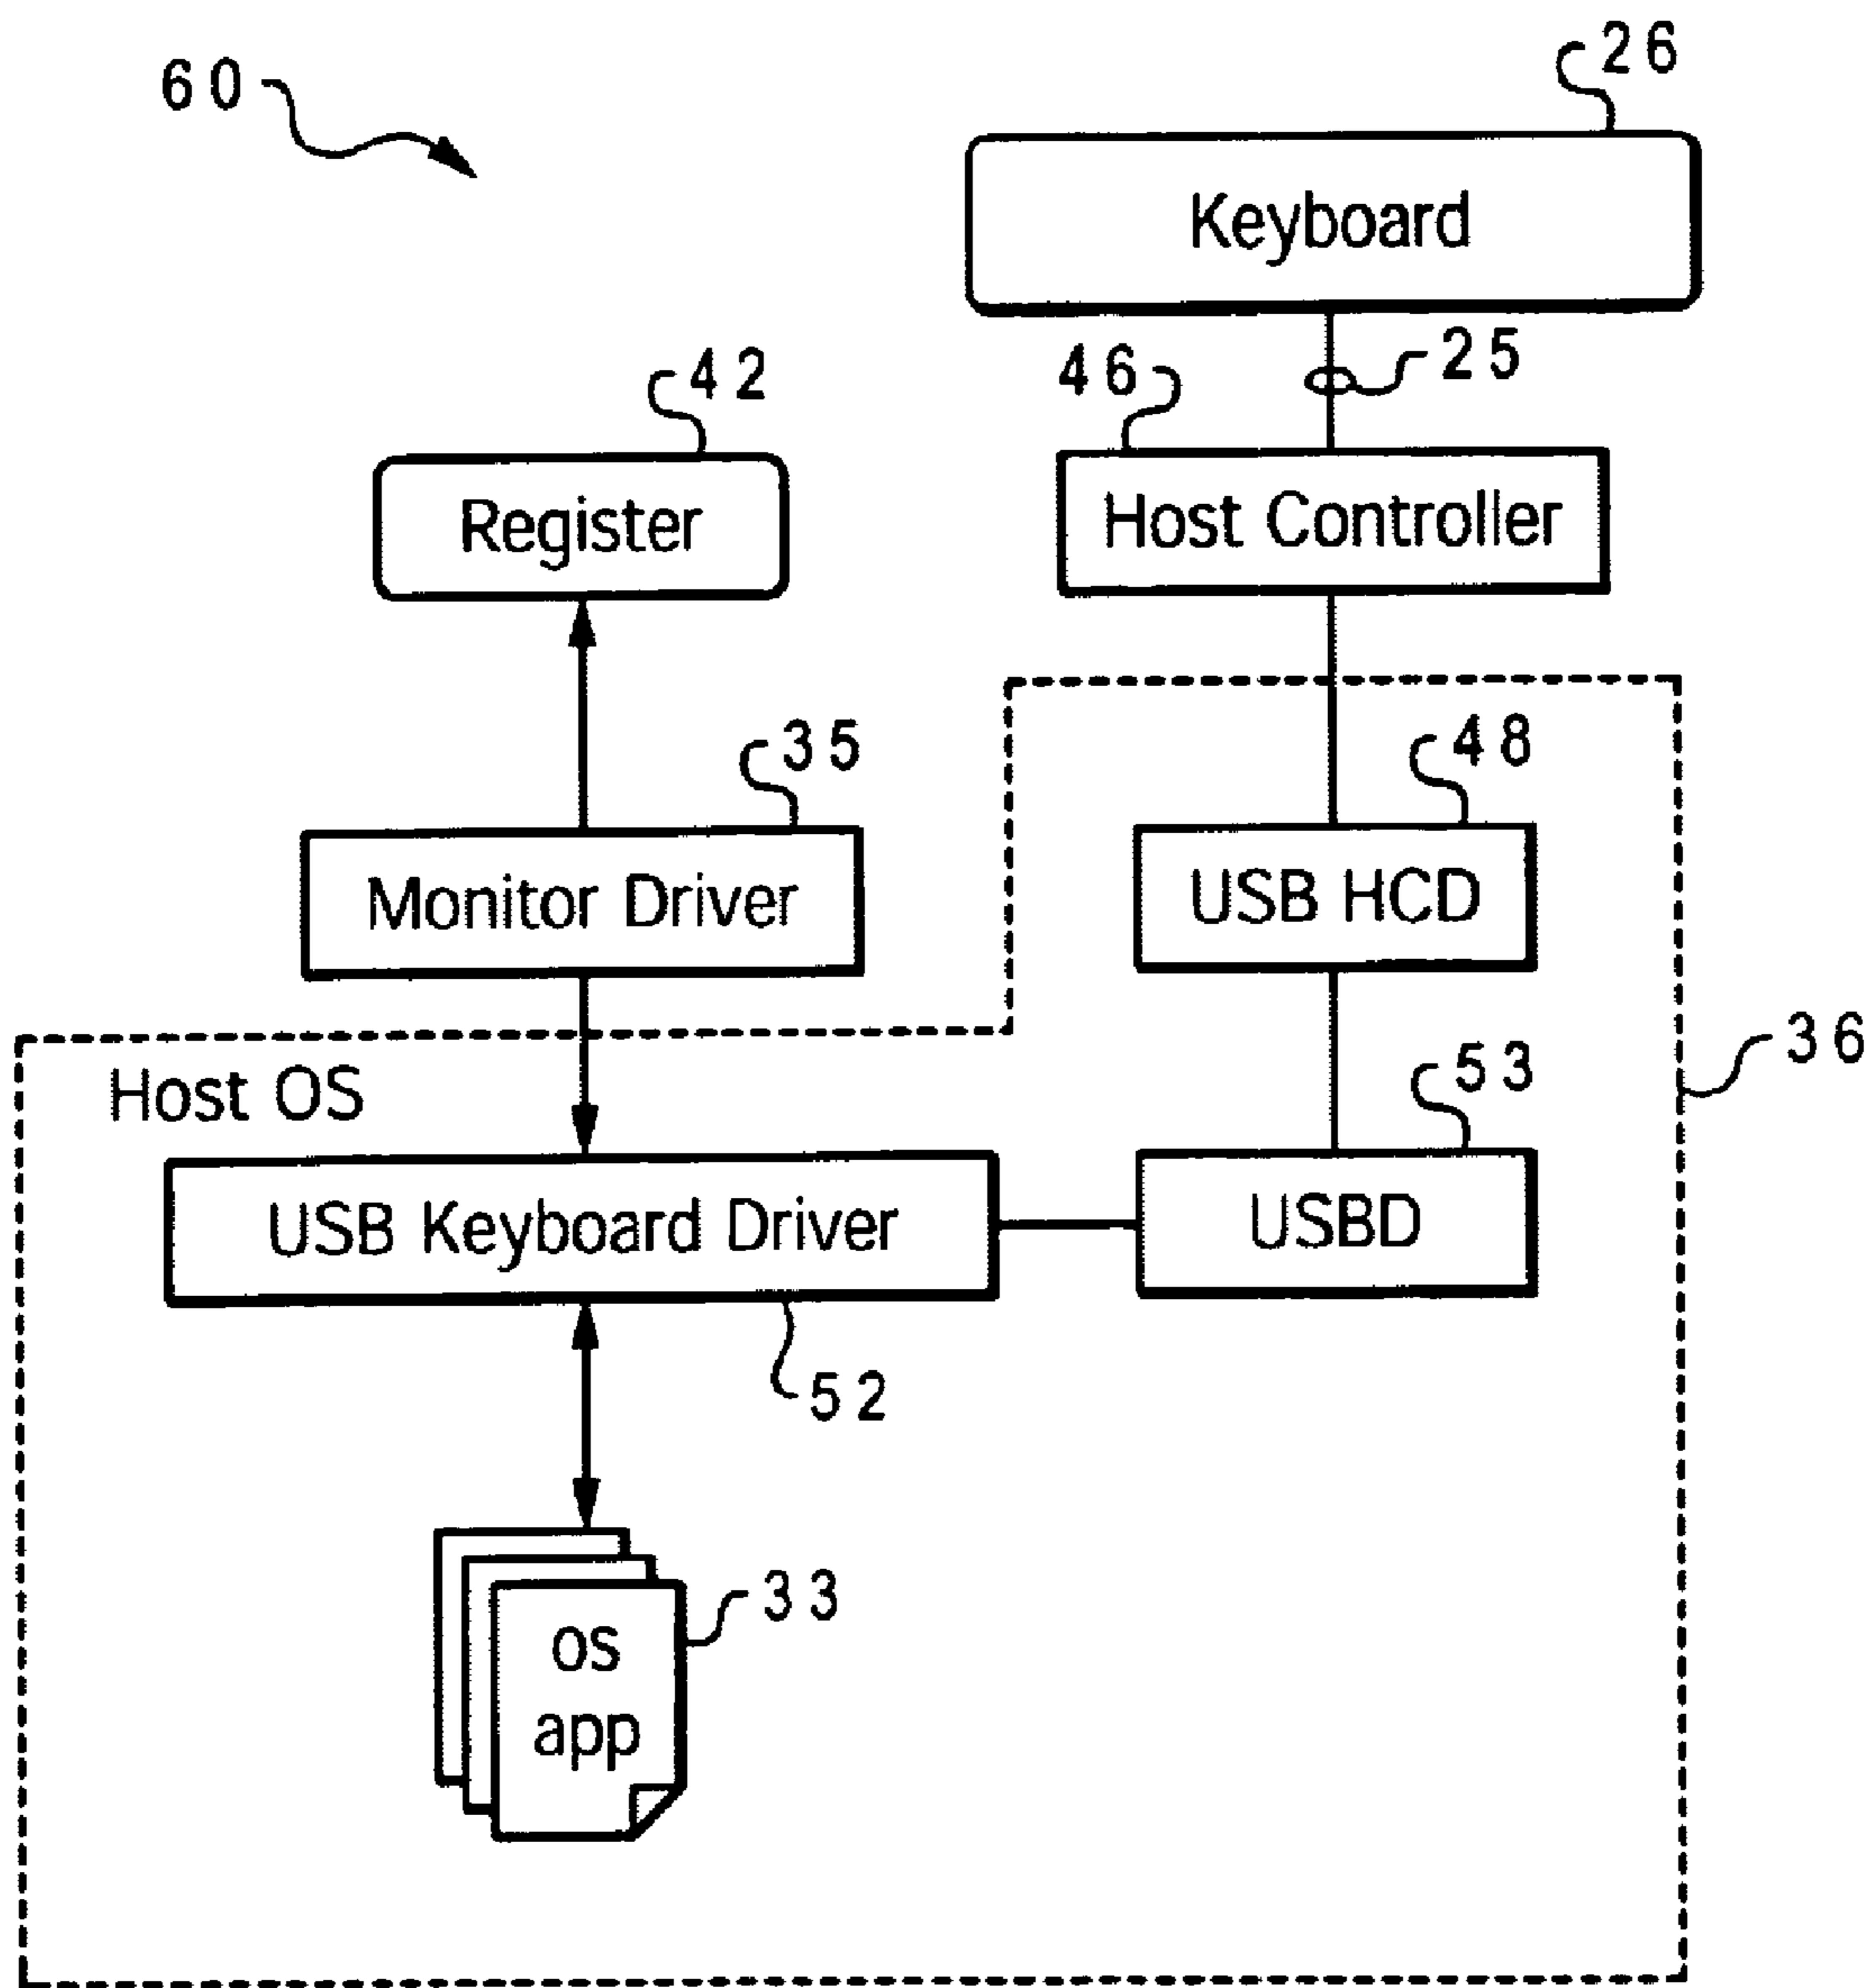 60
26
Keyboard
25
46
42
Host Controller
Register
35
48
Monitor Driver
USB HCD
36
53
Host OS
USB Keyboard Driver
USBD
52
33
os
app